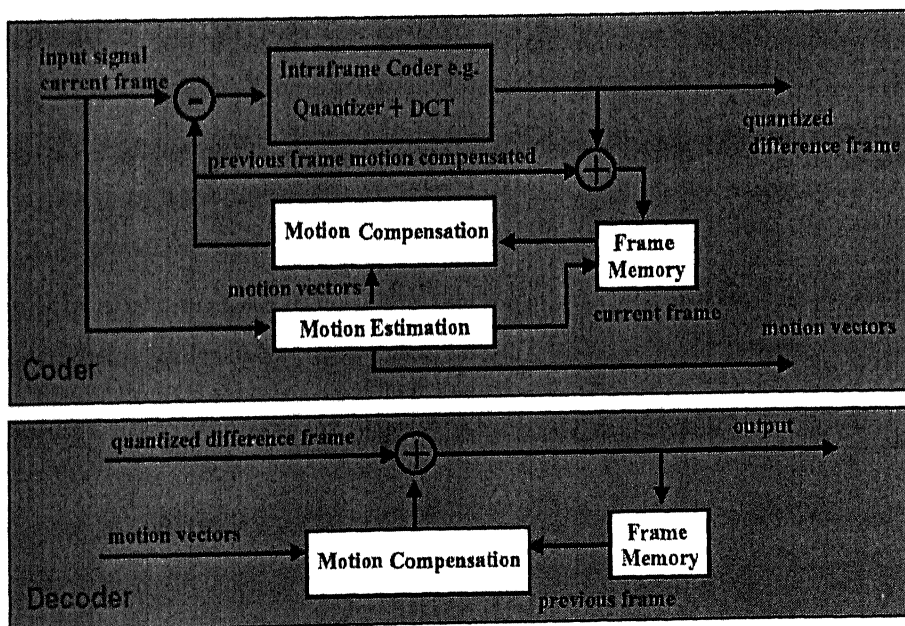 Input signal
current frame
-
Intraframe Coder e.g.
Quantizer + DCT
quantized
difference frame
previous frame motion compensated
+
Motion Compensation
Frame
Memory
motion vectors
Motion Estimation
current frame
motion vectors
Coder
quantized difference frame
+
output
motion vectors
Motion Compensation
Frame
Memory
previous frame
Decoder